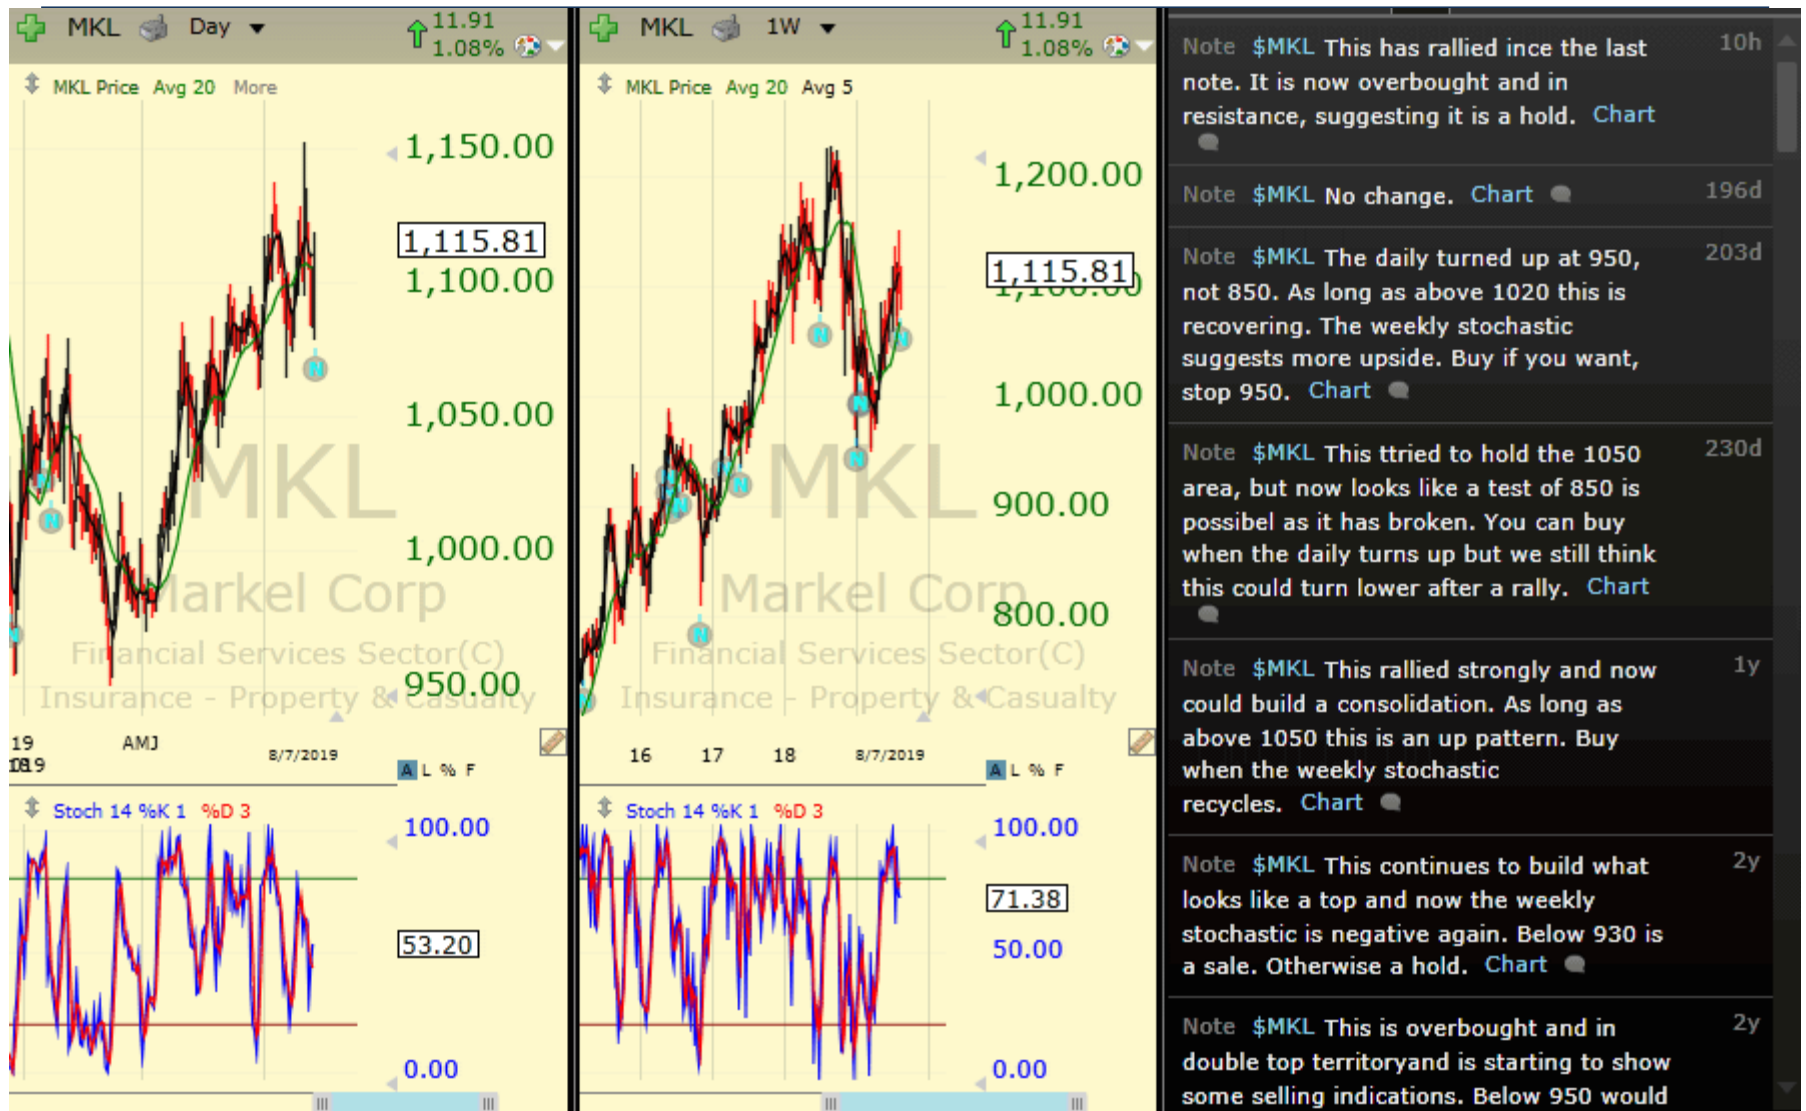 MKL Day 11.91
1.08%
MKL Price Avg 20 More
1,150.00
1,115.81
1,100.00
1,050.00
MKL
1,000.00
Markel Corp
Financial Services Sector(C)
950.00
Insurance - Property & Casualty
19 AMJ 8/7/2019
A L % F
Stoch 14 %K 1 %D 3
100.00
53.20
0.00
N
N
N
N
MKL 1W 11.91
1.08%
MKL Price Avg 20 Avg 5
1,200.00
1,115.81
1,100.00
1,000.00
MKL
900.00
Markel Corp
800.00
Financial Services Sector(C)
Insurance - Property & Casualty
16 17 18 8/7/2019
A L % F
Stoch 14 %K 1 %D 3
100.00
71.38
50.00
0.00
N
N
N
N
N
N
N
N
Note $MKL This has rallied ince the last 10h
note. It is now overbought and in
resistance, suggesting it is a hold. Chart
Note $MKL No change. Chart 196d
Note $MKL The daily turned up at 950, 203d
not 850. As long as above 1020 this is
recovering. The weekly stochastic
suggests more upside. Buy if you want,
stop 950. Chart
Note $MKL This ttried to hold the 1050 230d
area, but now looks like a test of 850 is
possibel as it has broken. You can buy
when the daily turns up but we still think
this could turn lower after a rally. Chart
Note $MKL This rallied strongly and now 1y
could build a consolidation. As long as
above 1050 this is an up pattern. Buy
when the weekly stochastic
recycles. Chart
Note $MKL This continues to build what 2y
looks like a top and now the weekly
stochastic is negative again. Below 930 is
a sale. Otherwise a hold. Chart
Note $MKL This is overbought and in 2y
double top territoryand is starting to show
some selling indications. Below 950 would